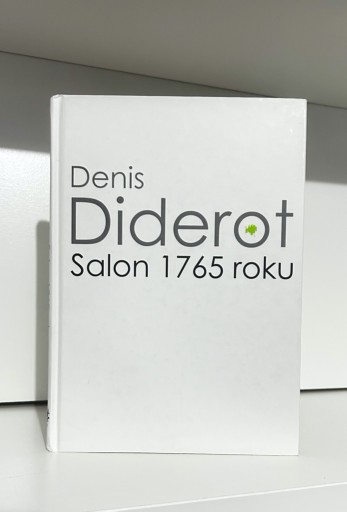 Denis
Diderot
Salon 1765 roku